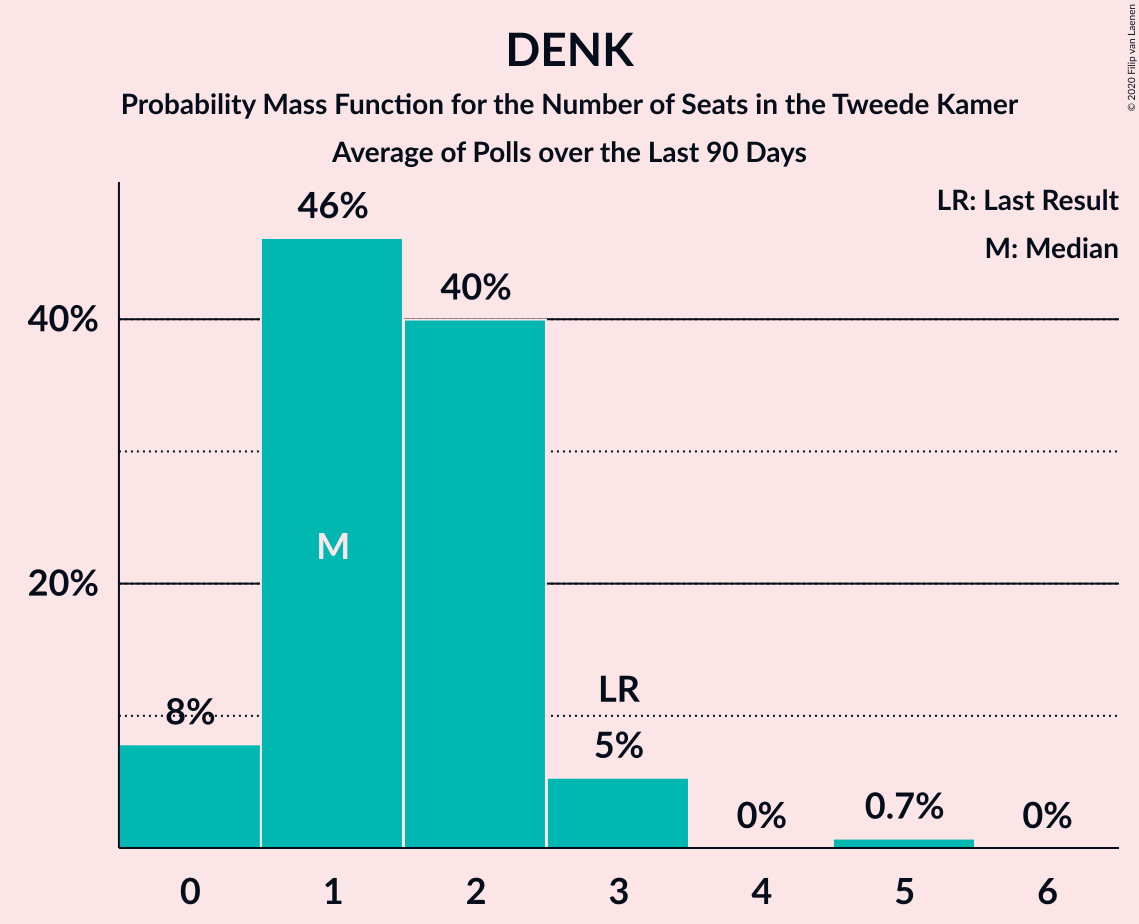 DENK
Probability Mass Function for the Number of Seats in the Tweede Kamer
Average of Polls over the Last 90 Days
© 2020 Filip van Laenen
LR: Last Result
M: Median
46%
40%
40%
M
20%
LR
8%
5%
0%
0.7%
0%
0 1 2 3 4 5 6